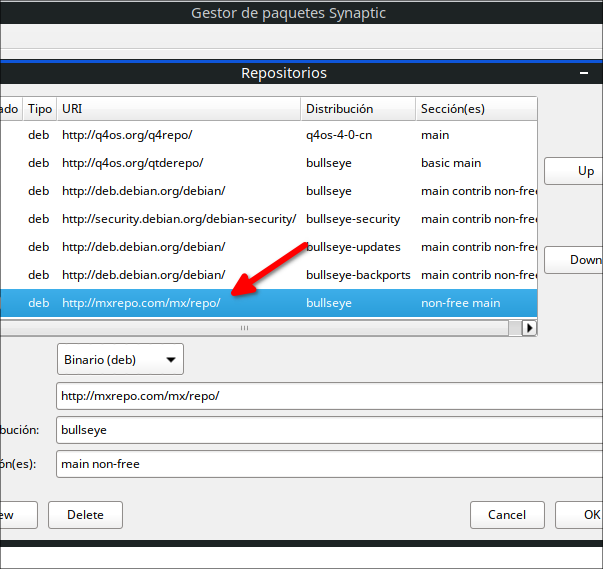 Gestor de paquetes Synaptic
Repositorios
ado Tipo URI Distribución Sección(es)
deb http://q4os.org/q4repo/ q4os-4-0-cn main
deb http://q4os.org/qtderepo/ bullseye basic main
deb http://deb.debian.org/debian/ bullseye main contrib non-free
deb http://security.debian.org/debian-security/ bullseye-security main contrib non-free
deb http://deb.debian.org/debian/ bullseye-updates main contrib non-free
deb http://deb.debian.org/debian/ bullseye-backports main contrib non-free
deb http://mxrepo.com/mx/repo/ bullseye non-free main
Up
Down
Binario (deb)
http://mxrepo.com/mx/repo/
bución: bullseye
ón(es): main non-free
ew Delete Cancel OK